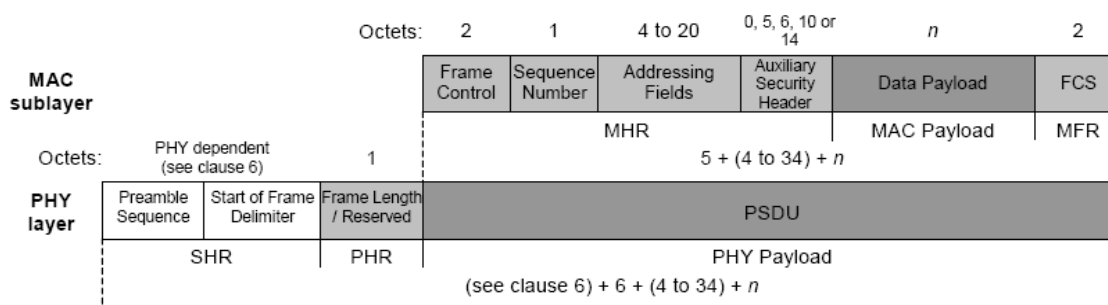 Octets: 2 1 4 to 20 0, 5, 6, 10 or 14 n 2
MAC sublayer
Frame Control
Sequence Number
Addressing Fields
Auxiliary Security Header
Data Payload
FCS
MHR MAC Payload MFR
Octets: PHY dependent (see clause 6) 1 5 + (4 to 34) + n
PHY layer
Preamble Sequence
Start of Frame Delimiter
Frame Length / Reserved
PSDU
SHR PHR PHY Payload
(see clause 6) + 6 + (4 to 34) + n